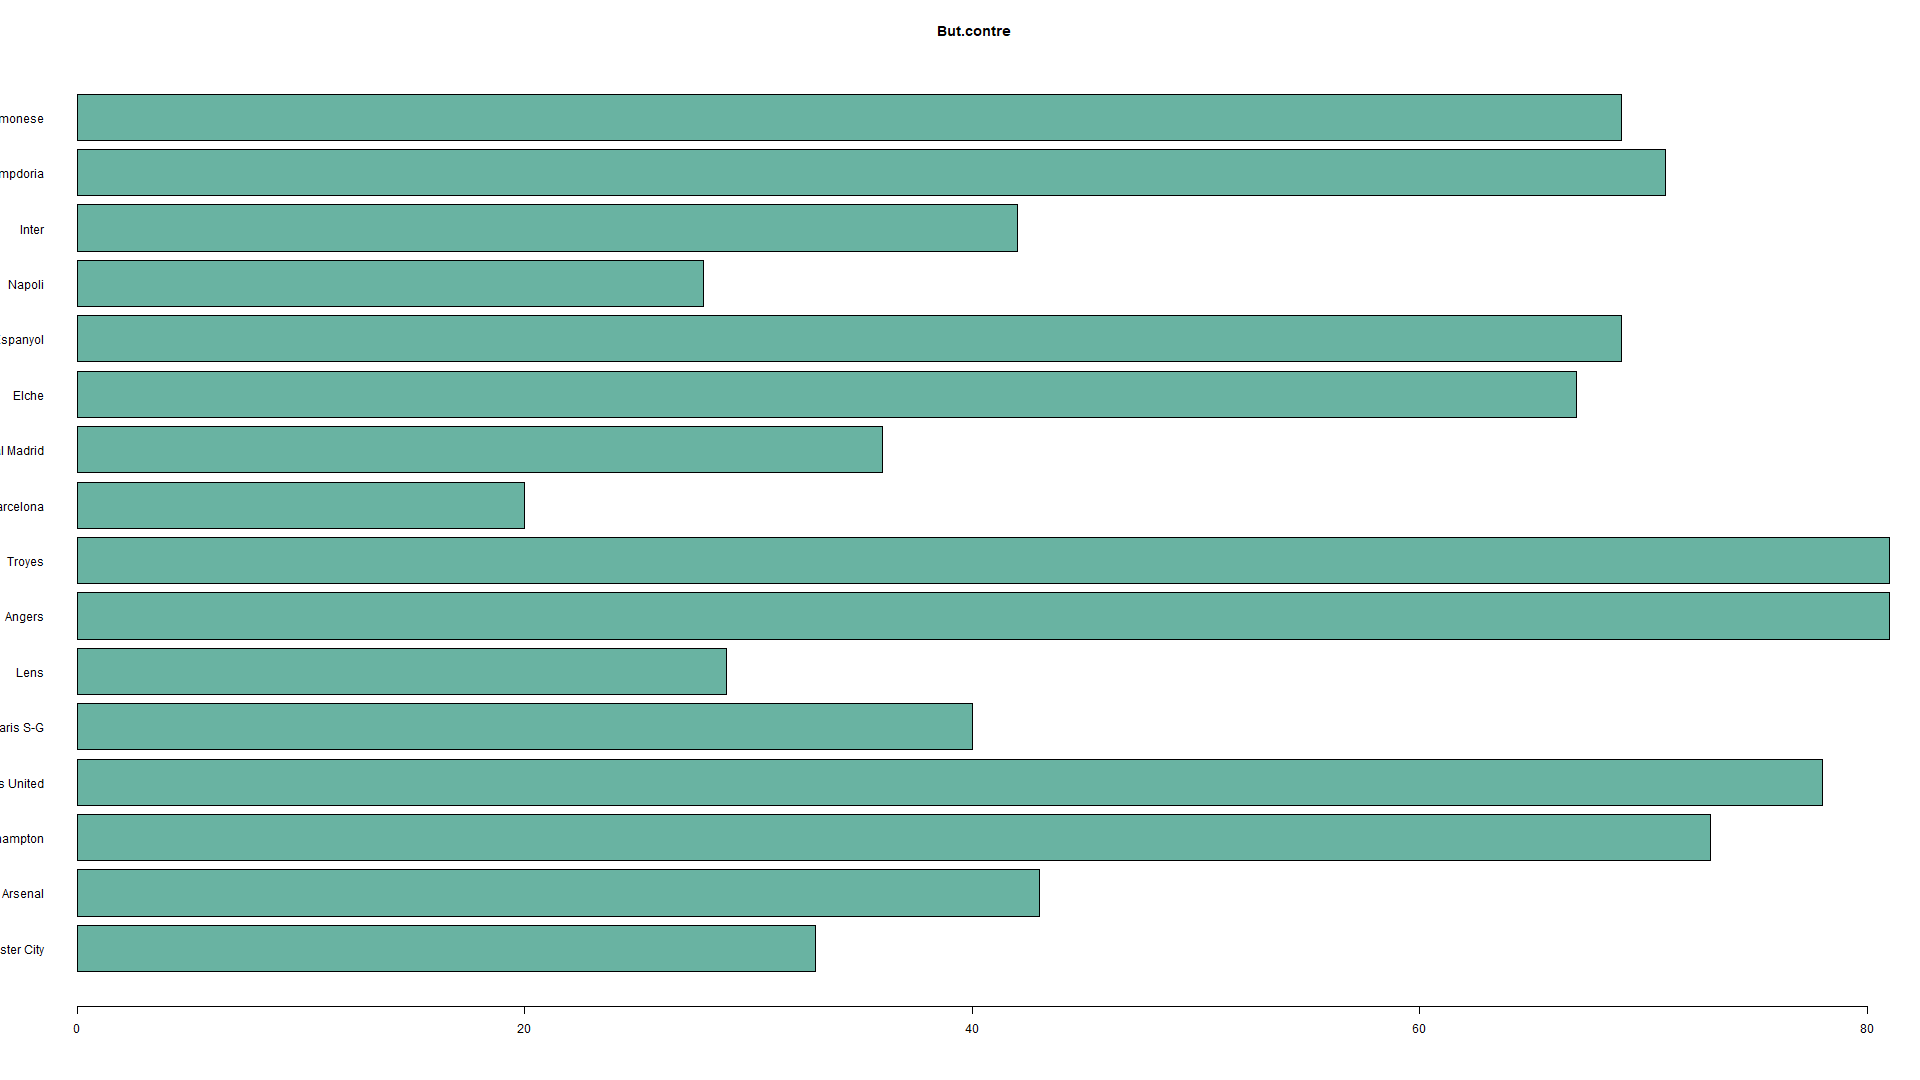 But.contre
monese
mpdoria
Inter
Napoli
spanyol
Elche
l Madrid
arcelona
Troyes
Angers
Lens
aris S-G
s United
ampton
Arsenal
ster City
0 20 40 60 80